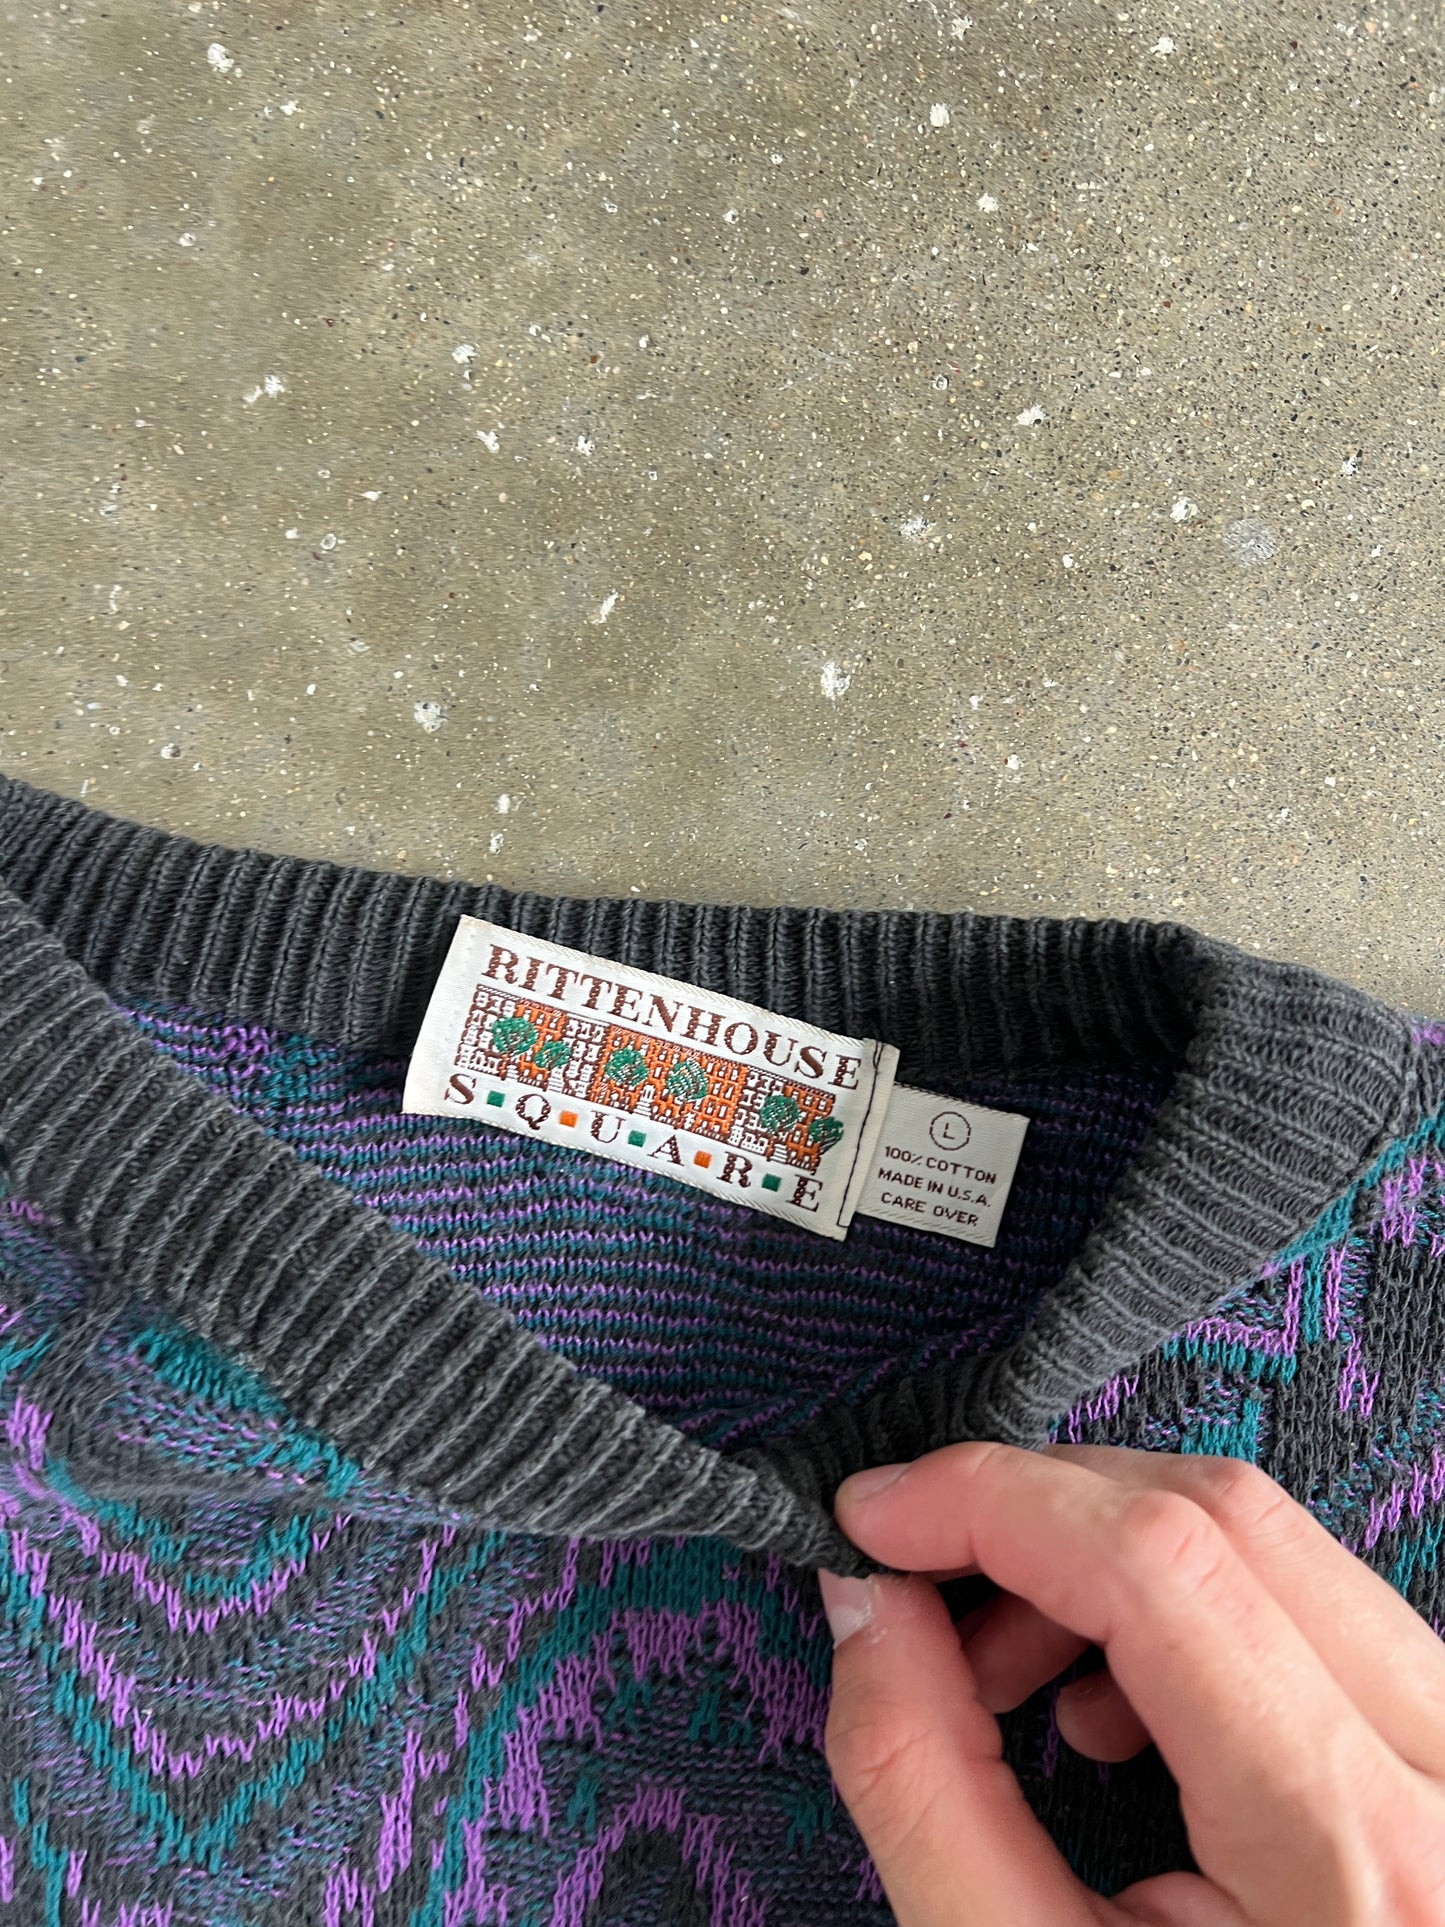 RITTENHOUSE
S▪Q▪U▪A▪R▪E
L
100% COTTON
MADE IN U.S.A.
CARE OVER